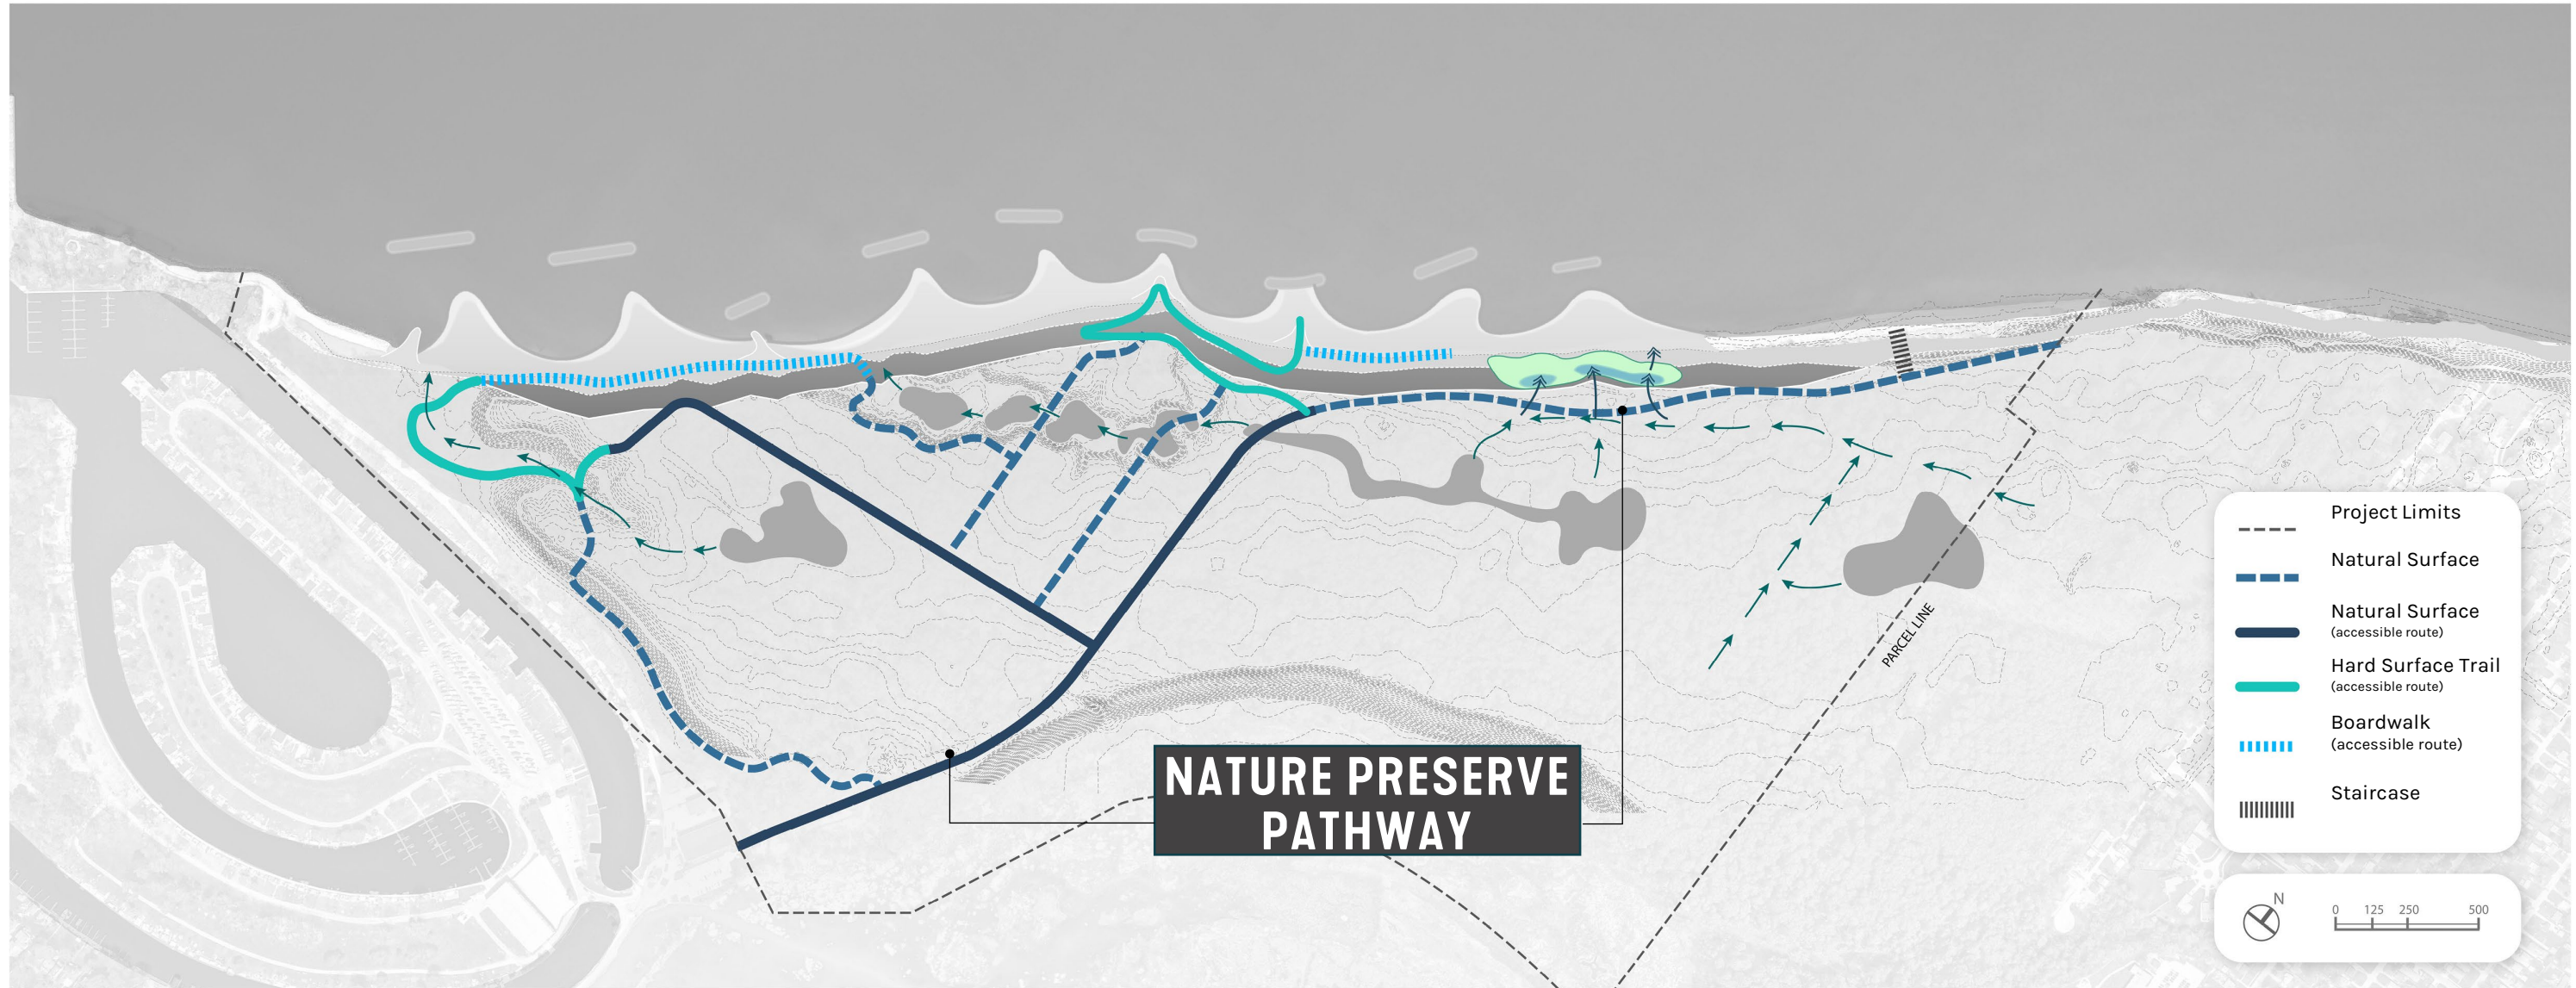 NATURE PRESERVE
PATHWAY
PARCEL LINE
Project Limits
Natural Surface
Natural Surface
(accessible route)
Hard Surface Trail
(accessible route)
Boardwalk
(accessible route)
Staircase
N
0 125 250 500